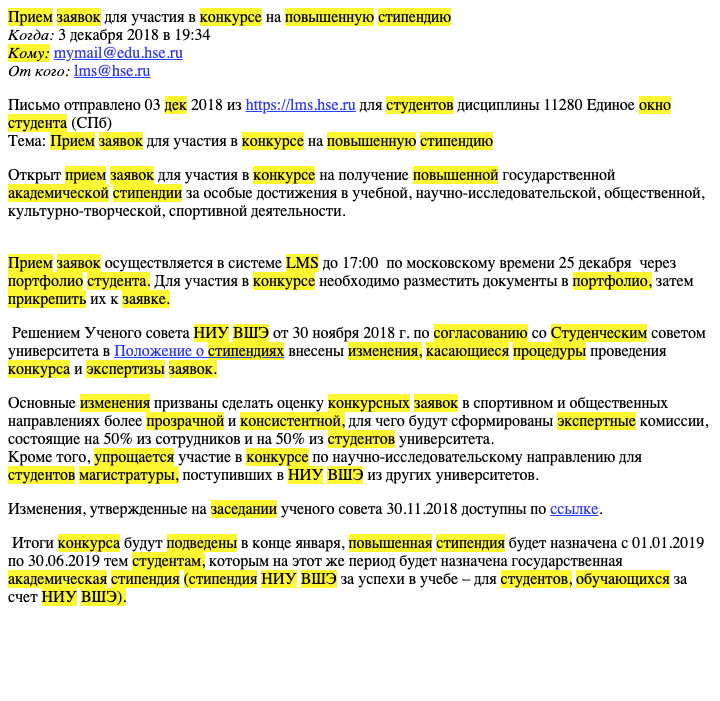 Прием заявок для участия в конкурсе на повышенную стипендию
Когда: 3 декабря 2018 в 19:34
Кому: mymail@edu.hse.ru
От кого: lms@hse.ru
Письмо отправлено 03 дек 2018 из https://lms.hse.ru для студентов дисциплины 11280 Единое окно
студента (СПб)
Тема: Прием заявок для участия в конкурсе на повышенную стипендию
Открыт прием заявок для участия в конкурсе на получение повышенной государственной
академической стипендии за особые достижения в учебной, научно-исследовательской, общественной,
культурно-творческой, спортивной деятельности.
Прием заявок осуществляется в системе LMS до 17:00  по московскому времени 25 декабря  через
портфолио студента. Для участия в конкурсе необходимо разместить документы в портфолио, затем
прикрепить их к заявке.
Решением Ученого совета НИУ ВШЭ от 30 ноября 2018 г. по согласованию со Студенческим советом
университета в Положение о стипендиях внесены изменения, касающиеся процедуры проведения
конкурса и экспертизы заявок.
Основные изменения призваны сделать оценку конкурсных заявок в спортивном и общественных
направлениях более прозрачной и консистентной, для чего будут сформированы экспертные комиссии,
состоящие на 50% из сотрудников и на 50% из студентов университета.
Кроме того, упрощается участие в конкурсе по научно-исследовательскому направлению для
студентов магистратуры, поступивших в НИУ ВШЭ из других университетов.
Изменения, утвержденные на заседании ученого совета 30.11.2018 доступны по ссылке.
Итоги конкурса будут подведены в конце января, повышенная стипендия будет назначена с 01.01.2019
по 30.06.2019 тем студентам, которым на этот же период будет назначена государственная
академическая стипендия (стипендия НИУ ВШЭ за успехи в учебе – для студентов, обучающихся за
счет НИУ ВШЭ).